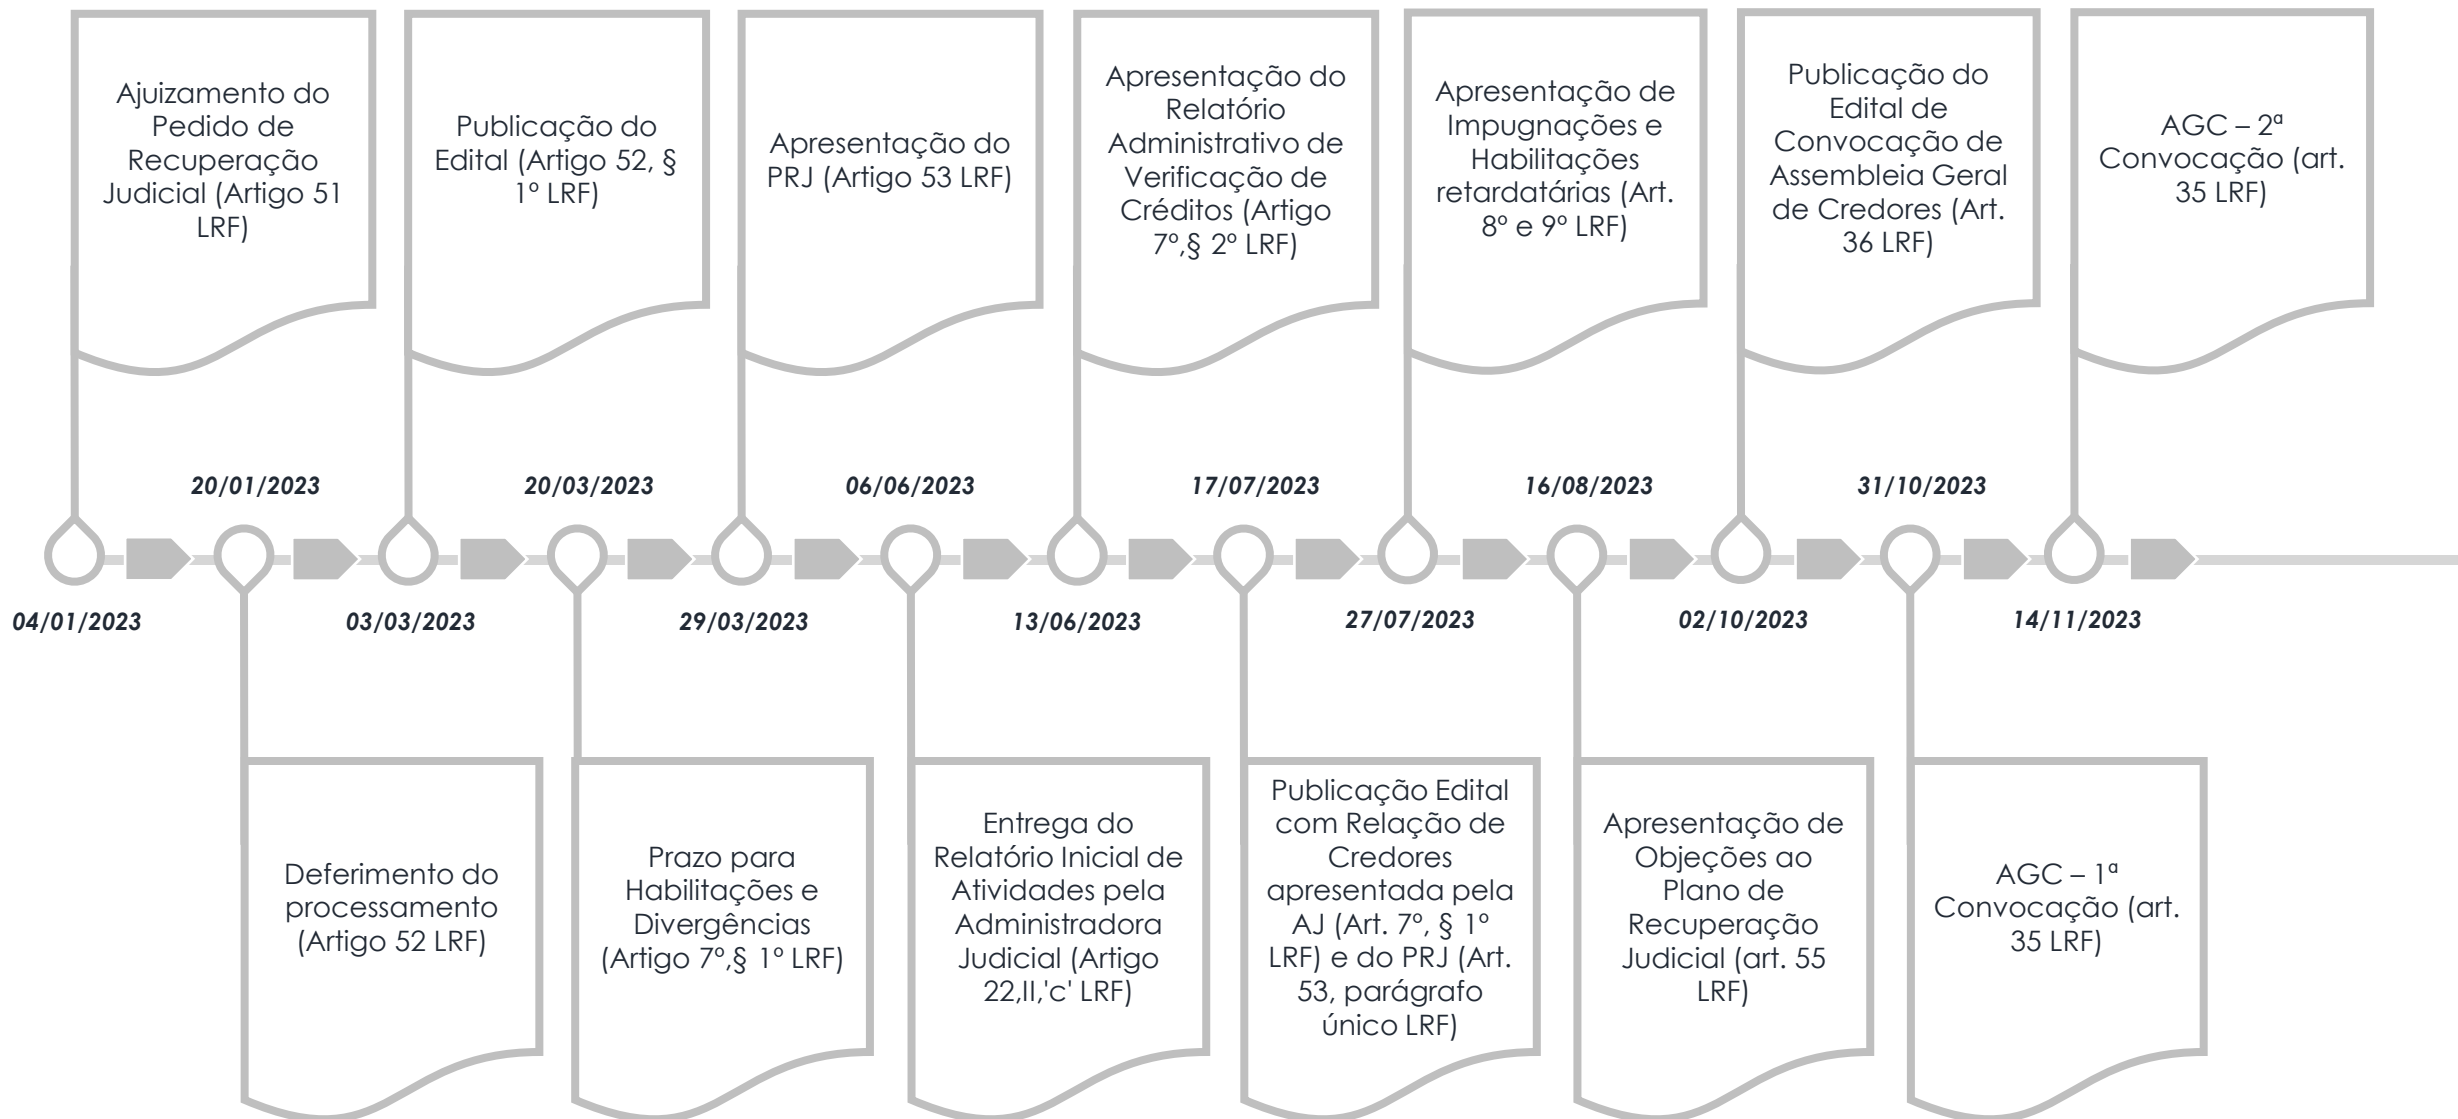 Ajuizamento do
Pedido de
Recuperação
Judicial (Artigo 51
LRF)
Publicação do
Edital (Artigo 52, §
1º LRF)
Apresentação do
PRJ (Artigo 53 LRF)
Apresentação do
Relatório
Administrativo de
Verificação de
Créditos (Artigo
7º,§ 2º LRF)
Apresentação de
Impugnações e
Habilitações
retardatárias (Art.
8º e 9º LRF)
Publicação do
Edital de
Convocação de
Assembleia Geral
de Credores (Art.
36 LRF)
AGC – 2ª
Convocação (art.
35 LRF)
20/01/2023
20/03/2023
06/06/2023
17/07/2023
16/08/2023
31/10/2023
04/01/2023
03/03/2023
29/03/2023
13/06/2023
27/07/2023
02/10/2023
14/11/2023
Deferimento do
processamento
(Artigo 52 LRF)
Prazo para
Habilitações e
Divergências
(Artigo 7º,§ 1º LRF)
Entrega do
Relatório Inicial de
Atividades pela
Administradora
Judicial (Artigo
22,II,'c' LRF)
Publicação Edital
com Relação de
Credores
apresentada pela
AJ (Art. 7º, § 1º
LRF) e do PRJ (Art.
53, parágrafo
único LRF)
Apresentação de
Objeções ao
Plano de
Recuperação
Judicial (art. 55
LRF)
AGC – 1ª
Convocação (art.
35 LRF)